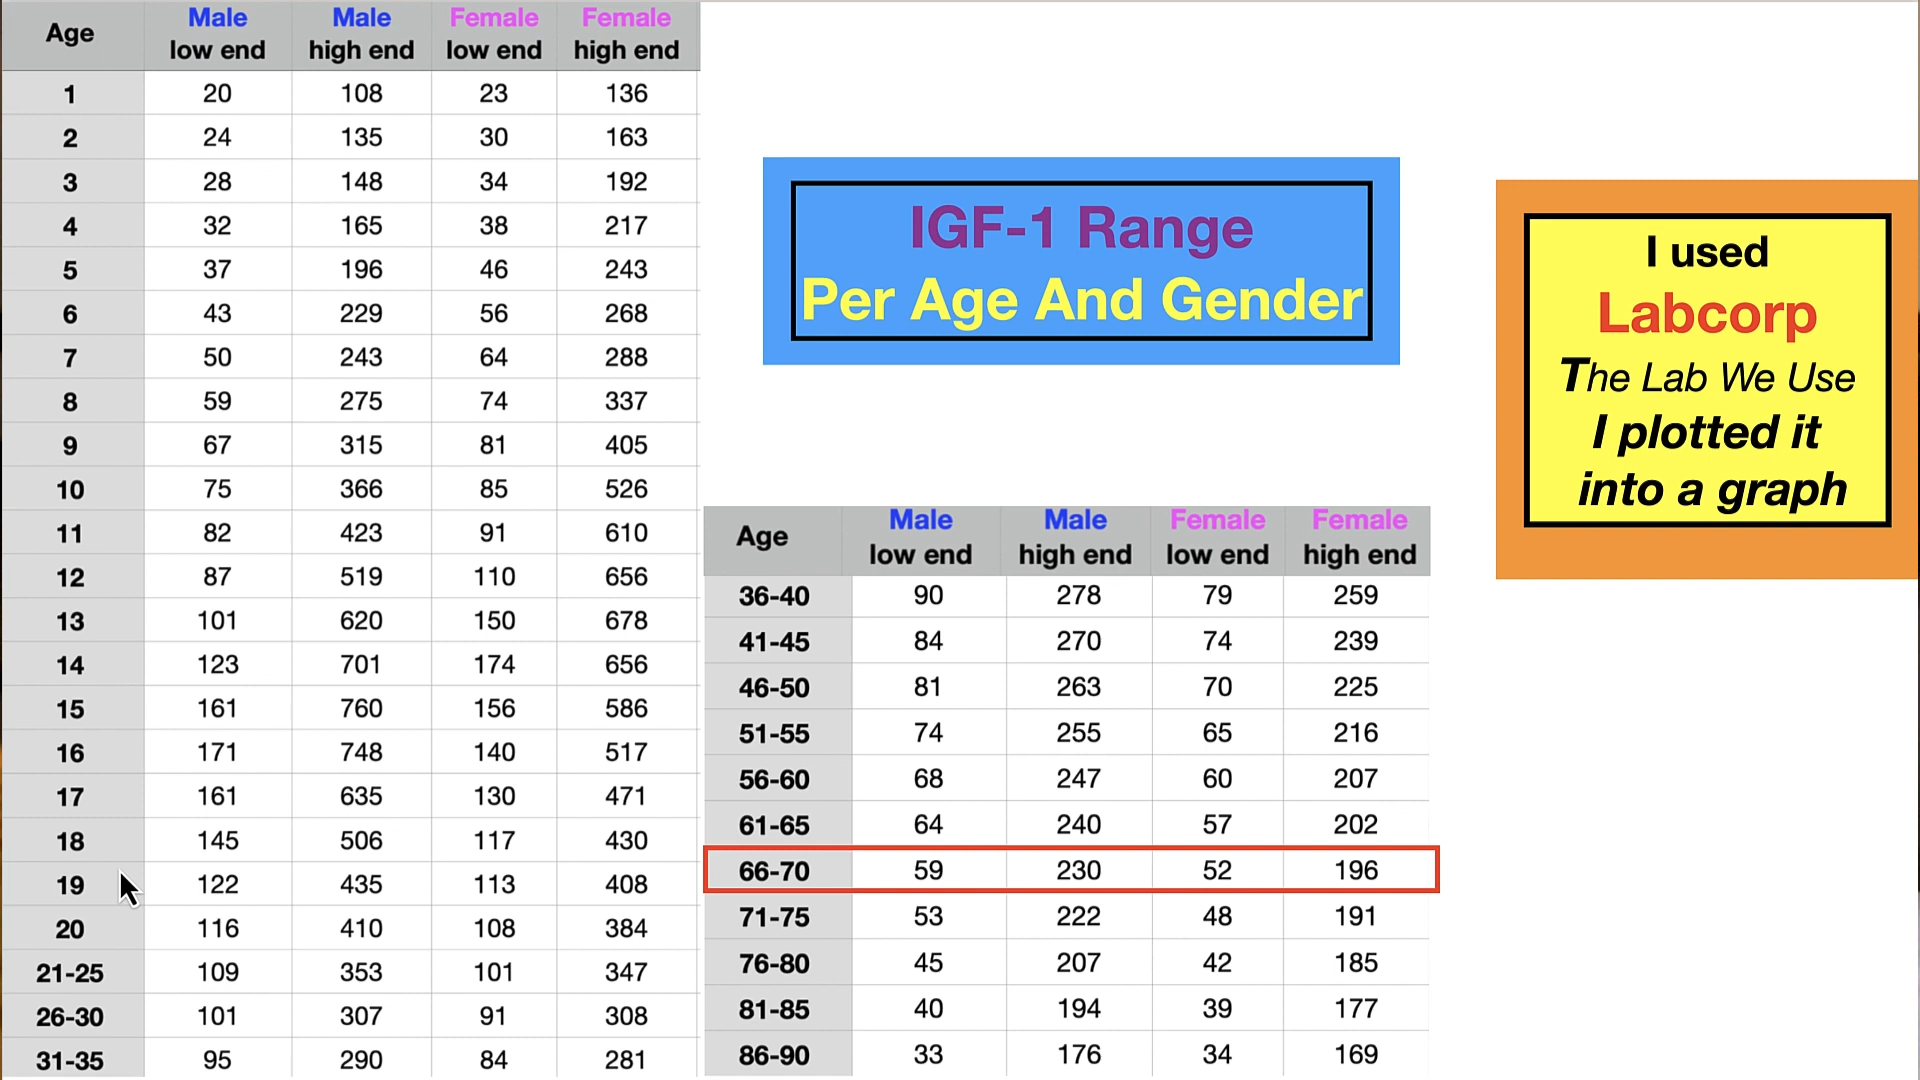 Age Male low end Male high end Female low end Female high end
1 20 108 23 136
2 24 135 30 163
3 28 148 34 192
4 32 165 38 217
5 37 196 46 243
6 43 229 56 268
7 50 243 64 288
8 59 275 74 337
9 67 315 81 405
10 75 366 85 526
11 82 423 91 610
12 87 519 110 656
13 101 620 150 678
14 123 701 174 656
15 161 760 156 586
16 171 748 140 517
17 161 635 130 471
18 145 506 117 430
19 122 435 113 408
20 116 410 108 384
21-25 109 353 101 347
26-30 101 307 91 308
31-35 95 290 84 281
IGF-1 Range
Per Age And Gender
I used
Labcorp
The Lab We Use
I plotted it
into a graph
Age Male low end Male high end Female low end Female high end
36-40 90 278 79 259
41-45 84 270 74 239
46-50 81 263 70 225
51-55 74 255 65 216
56-60 68 247 60 207
61-65 64 240 57 202
66-70 59 230 52 196
71-75 53 222 48 191
76-80 45 207 42 185
81-85 40 194 39 177
86-90 33 176 34 169